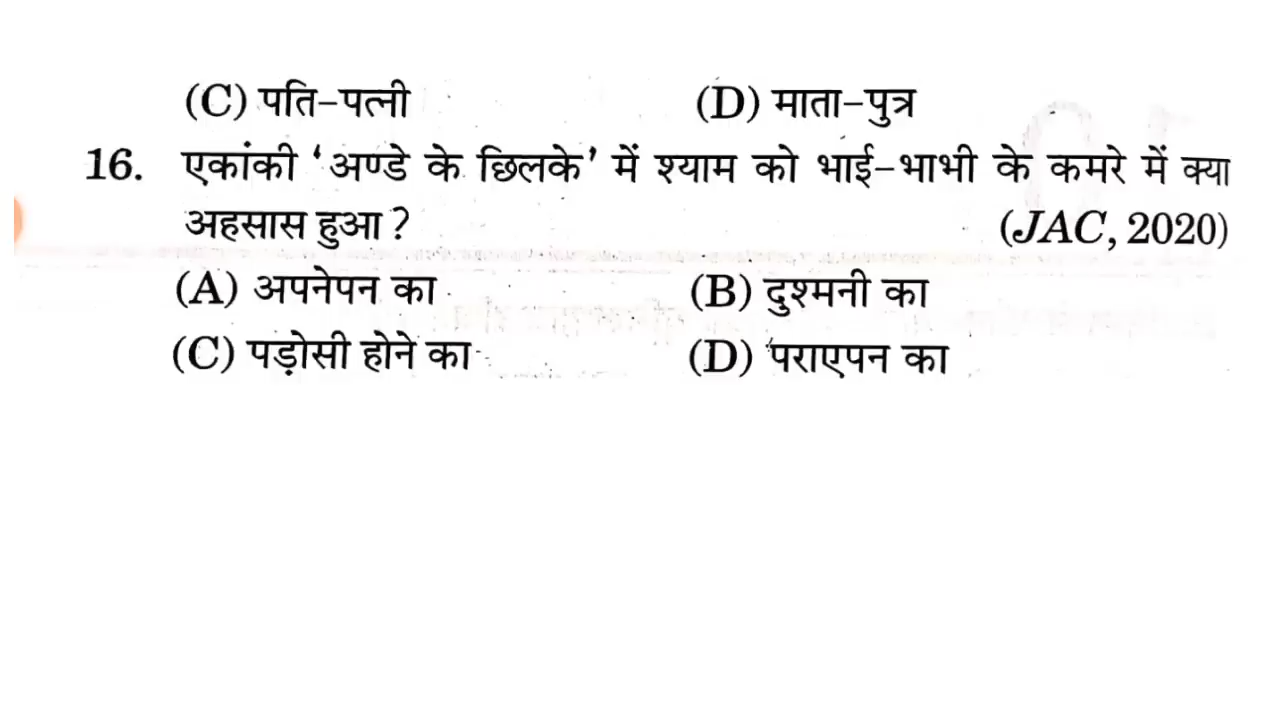 (C) पति-पत्नी (D) माता-पुत्र
16. एकांकी ‘अण्डे के छिलके’ में श्याम को भाई-भाभी के कमरे में क्या
अहसास हुआ ? (JAC, 2020)
(A) अपनेपन का (B) दुश्मनी का
(C) पड़ोसी होने का (D) पराएपन का